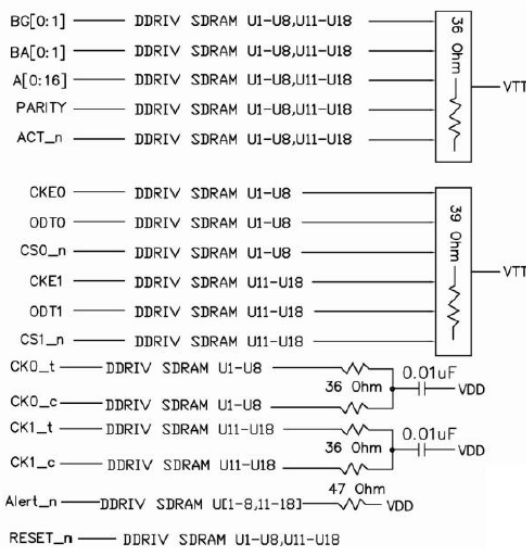 BG[0:1] DDRIV SDRAM U1-U8,U11-U18
BA[0:1] DDRIV SDRAM U1-U8,U11-U18
A[0:16] DDRIV SDRAM U1-U8,U11-U18
PARITY DDRIV SDRAM U1-U8,U11-U18
ACT_n DDRIV SDRAM U1-U8,U11-U18
36 Ohm
VTT
CKE0 DDRIV SDRAM U1-U8
ODT0 DDRIV SDRAM U1-U8
CS0_n DDRIV SDRAM U1-U8
CKE1 DDRIV SDRAM U11-U18
ODT1 DDRIV SDRAM U11-U18
CS1_n DDRIV SDRAM U11-U18
39 Ohm
VTT
CK0_t DDRIV SDRAM U1-U8
36 Ohm
0.01uF
VDD
CK0_c DDRIV SDRAM U1-U8
CK1_t DDRIV SDRAM U11-U18
36 Ohm
0.01uF
VDD
CK1_c DDRIV SDRAM U11-U18
47 Ohm
Alert_n DDRIV SDRAM U[1-8,11-18] VDD
RESET_n DDRIV SDRAM U1-U8,U11-U18